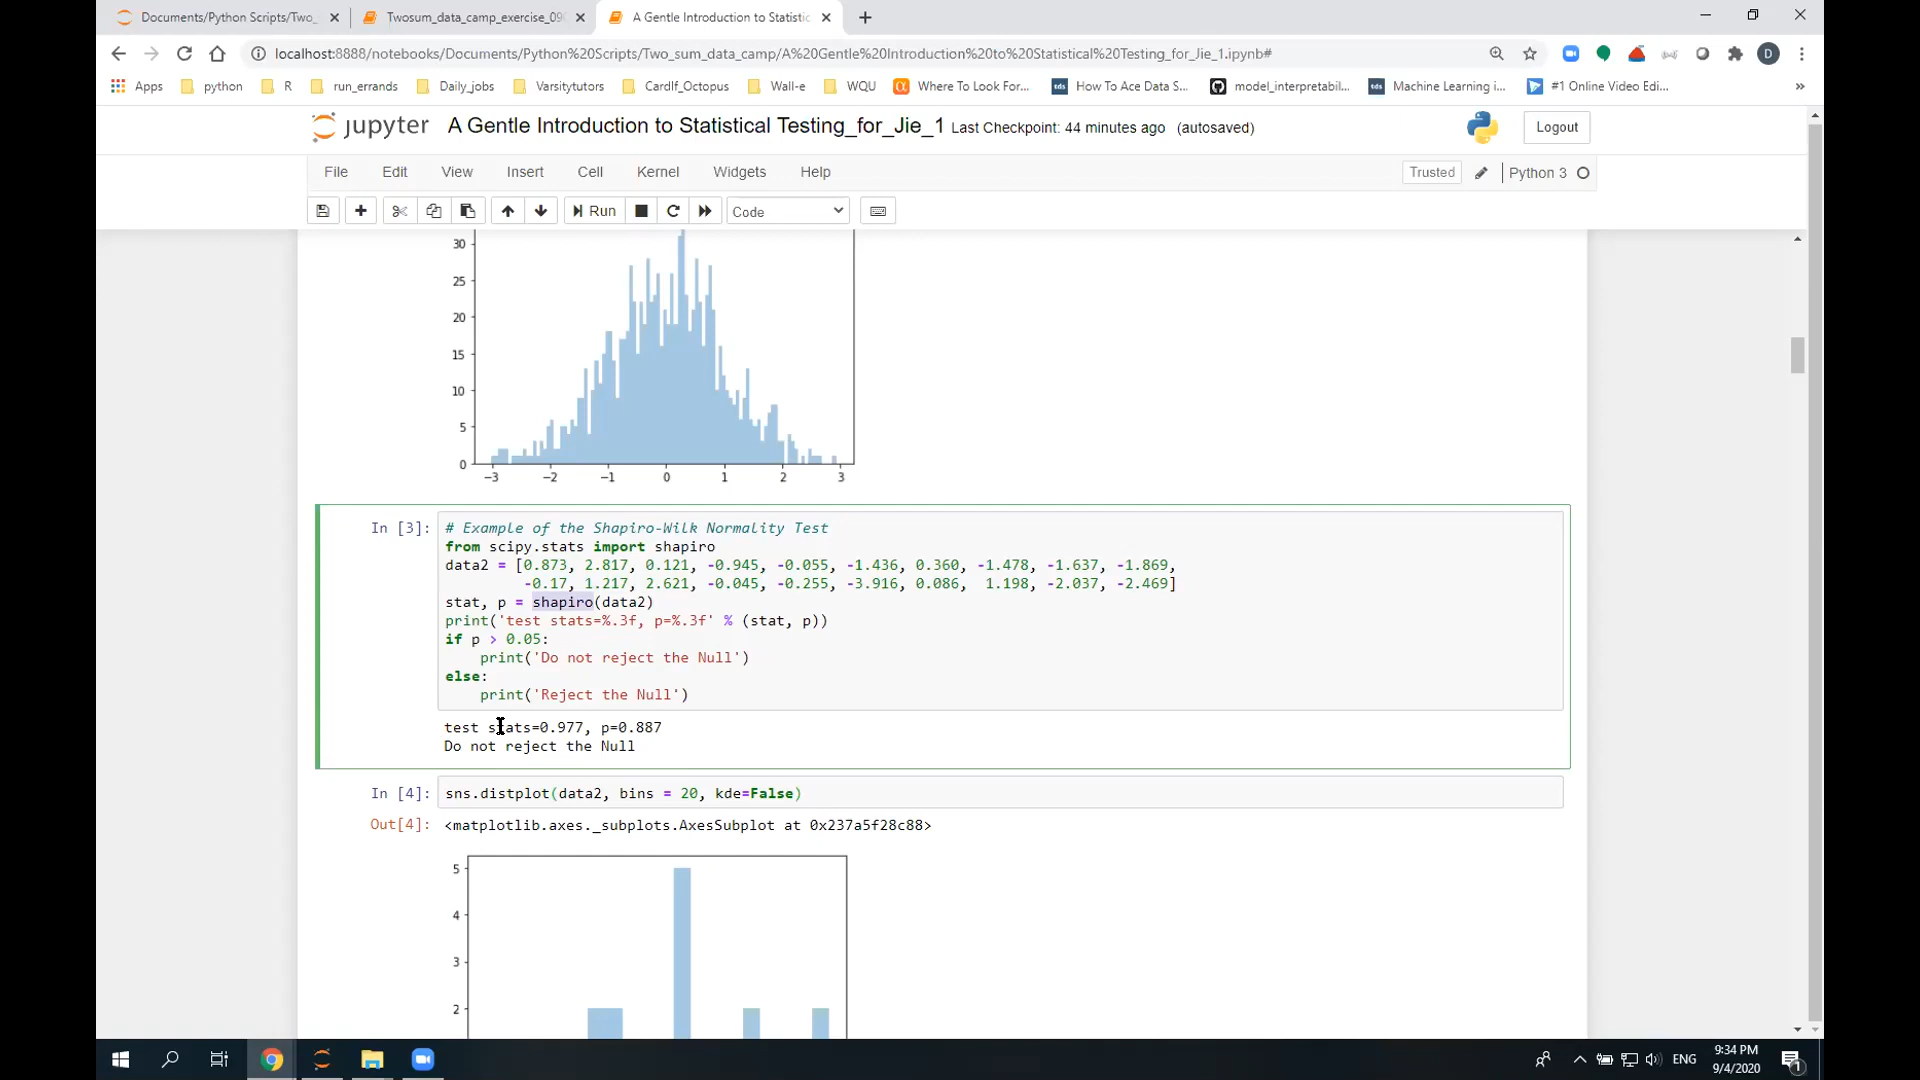 Documents/Python Scripts/Two_
Twosum_data_camp_exercise_09
A Gentle Introduction to Statistic
localhost:8888/notebooks/Documents/Python%20Scripts/Two_sum_data_camp/A%20Gentle%20Introduction%20to%20Statistical%20Testing_for_Jie_1.ipynb#
D
Apps python R run_errands Daily_jobs Varsitytutors Cardlf_Octopus Wall-e WQU Where To Look For... How To Ace Data S... model_interpretabil... Machine Learning i... #1 Online Video Edi... »
jupyter A Gentle Introduction to Statistical Testing_for_Jie_1 Last Checkpoint: 44 minutes ago (autosaved) Logout
File Edit View Insert Cell Kernel Widgets Help Trusted Python 3
Run Code
30
25
20
15
10
5
0
−3 −2 −1 0 1 2 3
In [3]: # Example of the Shapiro-Wilk Normality Test
from scipy.stats import shapiro
data2 = [0.873, 2.817, 0.121, -0.945, -0.055, -1.436, 0.360, -1.478, -1.637, -1.869,
-0.17, 1.217, 2.621, -0.045, -0.255, -3.916, 0.086, 1.198, -2.037, -2.469]
stat, p = shapiro(data2)
print('test stats=%.3f, p=%.3f' % (stat, p))
if p > 0.05:
print('Do not reject the Null')
else:
print('Reject the Null')
test stats=0.977, p=0.887
Do not reject the Null
In [4]: sns.distplot(data2, bins = 20, kde=False)
Out[4]: <matplotlib.axes._subplots.AxesSubplot at 0x237a5f28c88>
5
4
3
2
ENG
9:34 PM
9/4/2020
1